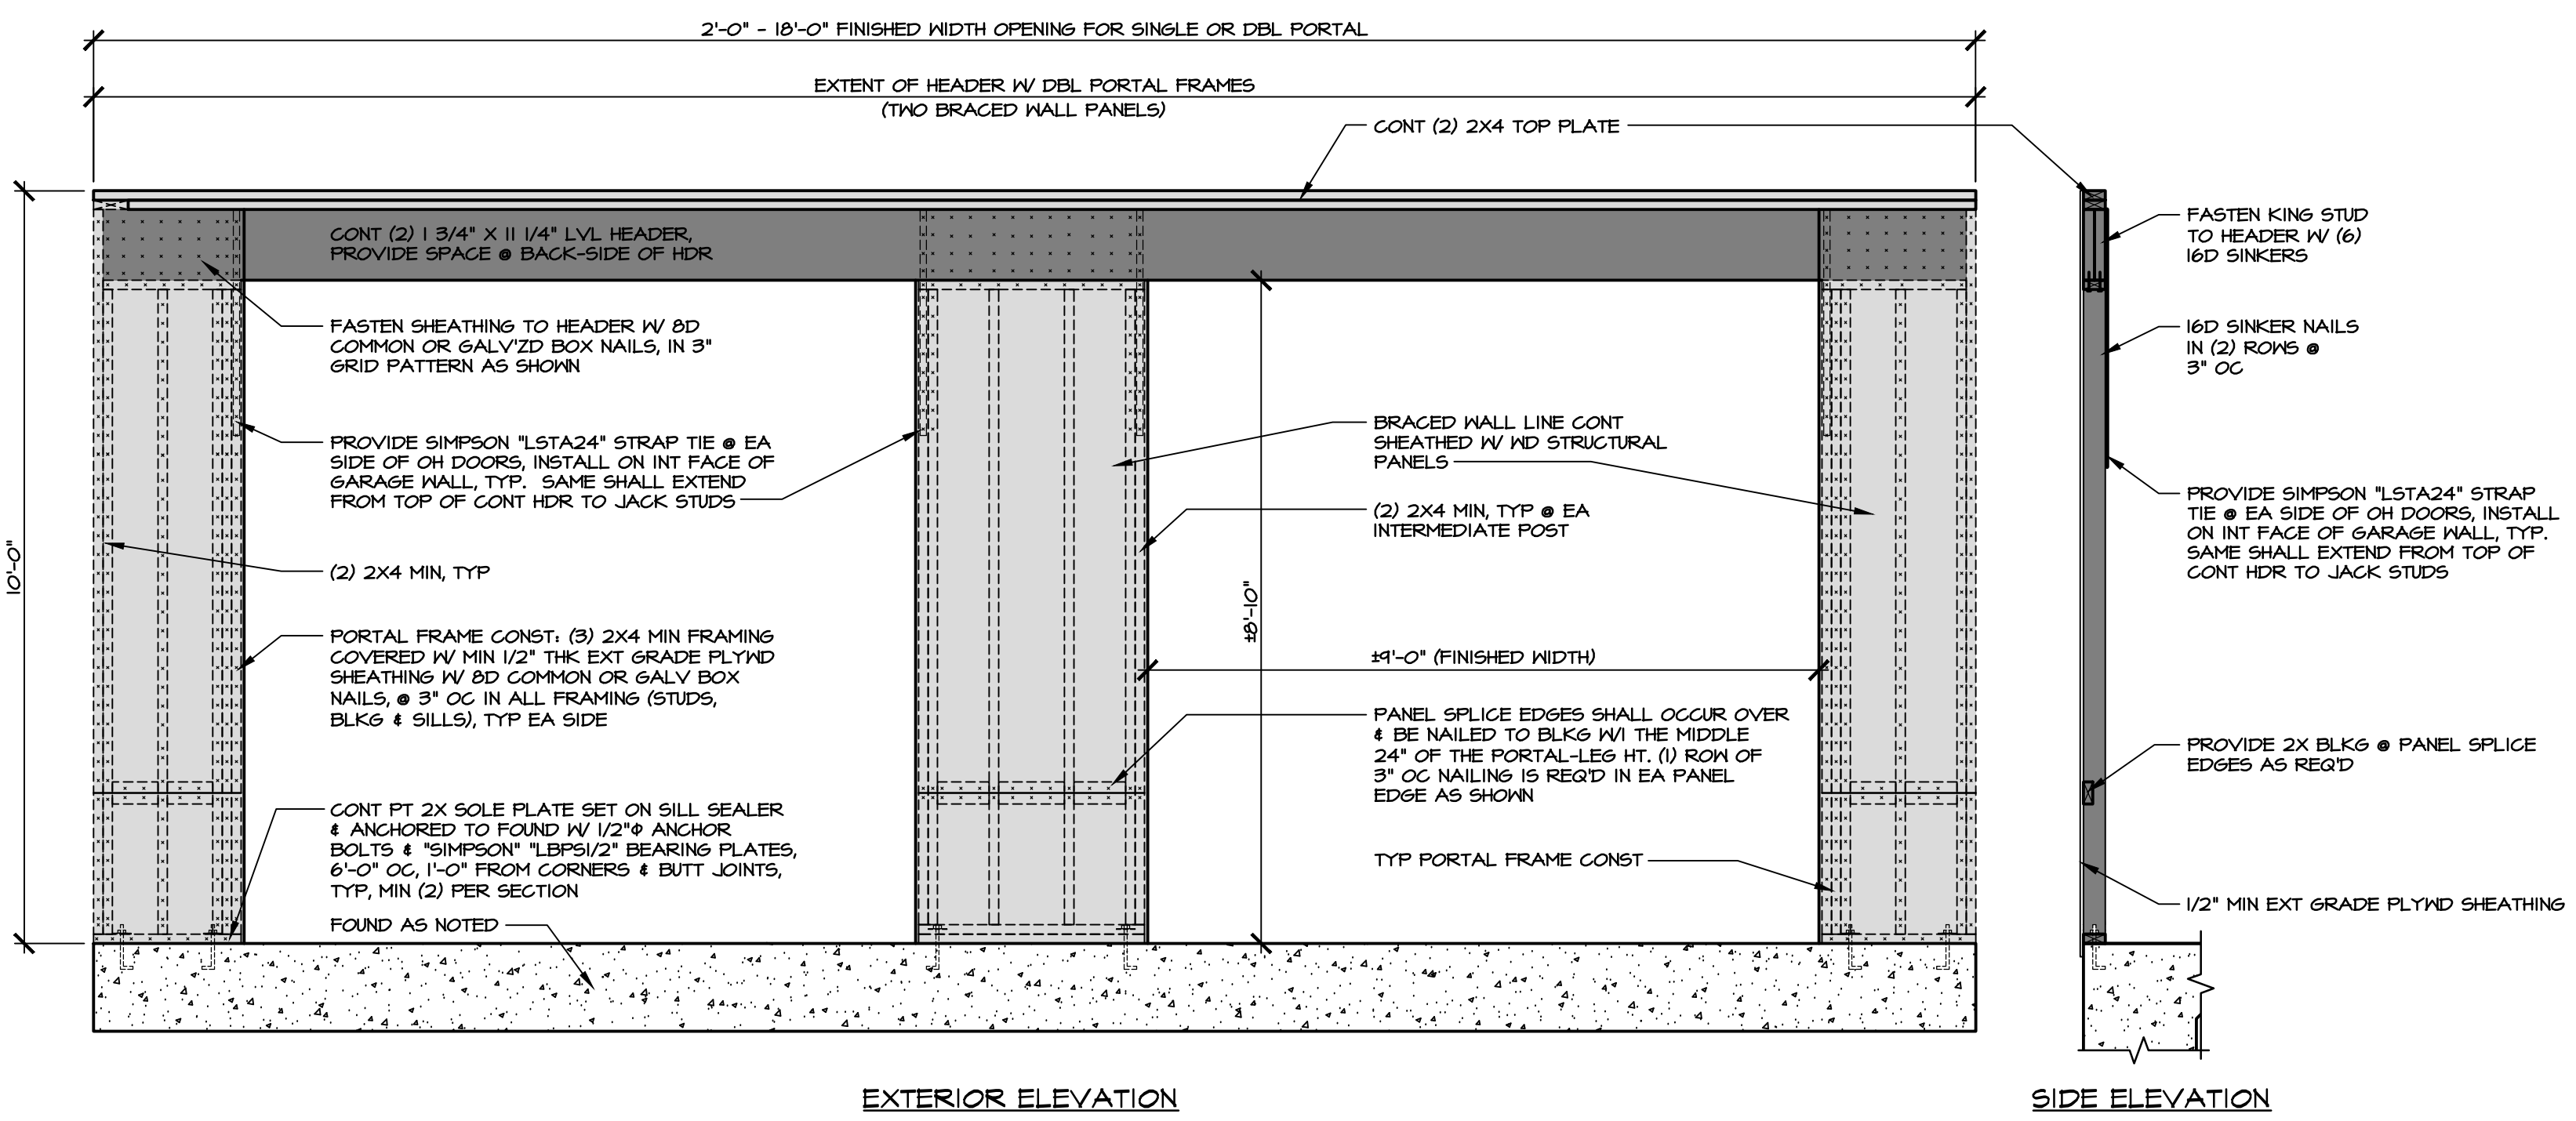 2'-0" - 18'-0" FINISHED WIDTH OPENING FOR SINGLE OR DBL PORTAL
EXTENT OF HEADER W/ DBL PORTAL FRAMES
(TWO BRACED WALL PANELS)
CONT (2) 2X4 TOP PLATE
CONT (2) 1 3/4" X 11 1/4" LVL HEADER,
PROVIDE SPACE @ BACK-SIDE OF HDR
FASTEN SHEATHING TO HEADER W/ 8D
COMMON OR GALV'ZD BOX NAILS, IN 3"
GRID PATTERN AS SHOWN
PROVIDE SIMPSON "LSTA24" STRAP TIE @ EA
SIDE OF OH DOORS, INSTALL ON INT FACE OF
GARAGE WALL, TYP. SAME SHALL EXTEND
FROM TOP OF CONT HDR TO JACK STUDS
(2) 2X4 MIN, TYP
10'-0"
PORTAL FRAME CONST: (3) 2X4 MIN FRAMING
COVERED W/ MIN 1/2" THK EXT GRADE PLYWD
SHEATHING W/ 8D COMMON OR GALV BOX
NAILS, @ 3" OC IN ALL FRAMING (STUDS,
BLKG & SILLS), TYP EA SIDE
CONT PT 2X SOLE PLATE SET ON SILL SEALER
& ANCHORED TO FOUND W/ 1/2"Φ ANCHOR
BOLTS & "SIMPSON" "LBPS1/2" BEARING PLATES,
6'-0" OC, 1'-0" FROM CORNERS & BUTT JOINTS,
TYP, MIN (2) PER SECTION
FOUND AS NOTED
BRACED WALL LINE CONT
SHEATHED W/ WD STRUCTURAL
PANELS
(2) 2X4 MIN, TYP @ EA
INTERMEDIATE POST
±8'-10"
±9'-0" (FINISHED WIDTH)
PANEL SPLICE EDGES SHALL OCCUR OVER
& BE NAILED TO BLKG W/I THE MIDDLE
24" OF THE PORTAL-LEG HT. (1) ROW OF
3" OC NAILING IS REQ'D IN EA PANEL
EDGE AS SHOWN
TYP PORTAL FRAME CONST
FASTEN KING STUD
TO HEADER W/ (6)
16D SINKERS
16D SINKER NAILS
IN (2) ROWS @
3" OC
PROVIDE SIMPSON "LSTA24" STRAP
TIE @ EA SIDE OF OH DOORS, INSTALL
ON INT FACE OF GARAGE WALL, TYP.
SAME SHALL EXTEND FROM TOP OF
CONT HDR TO JACK STUDS
PROVIDE 2X BLKG @ PANEL SPLICE
EDGES AS REQ'D
1/2" MIN EXT GRADE PLYWD SHEATHING
EXTERIOR ELEVATION
SIDE ELEVATION